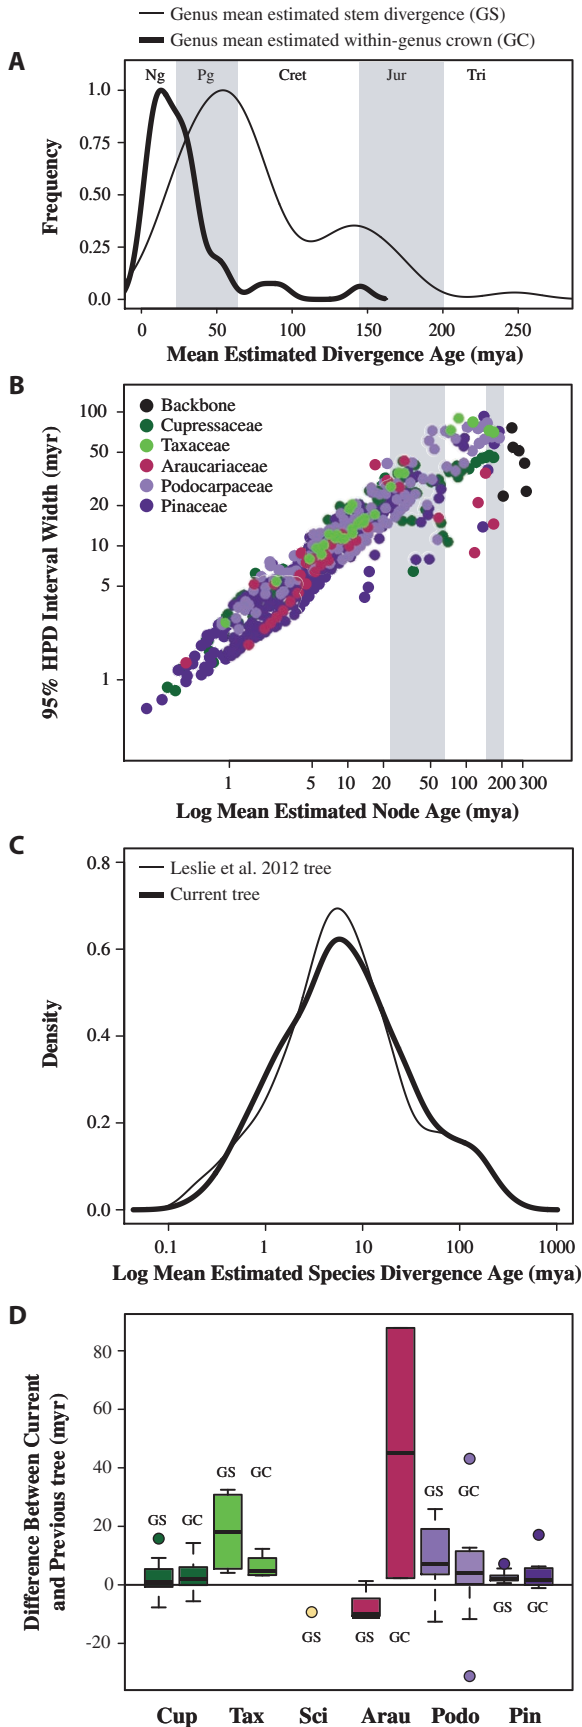 Genus mean estimated stem divergence (GS)
Genus mean estimated within-genus crown (GC)
A
Ng Pg Cret Jur Tri
1.0
0.75
0.50
0.25
0.0
Frequency
0 50 100 150 200 250
Mean Estimated Divergence Age (mya)
B
Backbone
Cupressaceae
Taxaceae
Araucariaceae
Podocarpaceae
Pinaceae
100
50
20
10
5
1
95% HPD Interval Width (myr)
1 5 10 20 50 100 200 300
Log Mean Estimated Node Age (mya)
C
Leslie et al. 2012 tree
Current tree
0.8
0.6
0.4
0.2
0.0
Density
0.1 1 10 100 1000
Log Mean Estimated Species Divergence Age (mya)
D
80
60
40
20
0
-20
Difference Between Current
and Previous tree (myr)
GS GC
GS GC
GS
GS GC
GS GC
GS GC
Cup Tax Sci Arau Podo Pin